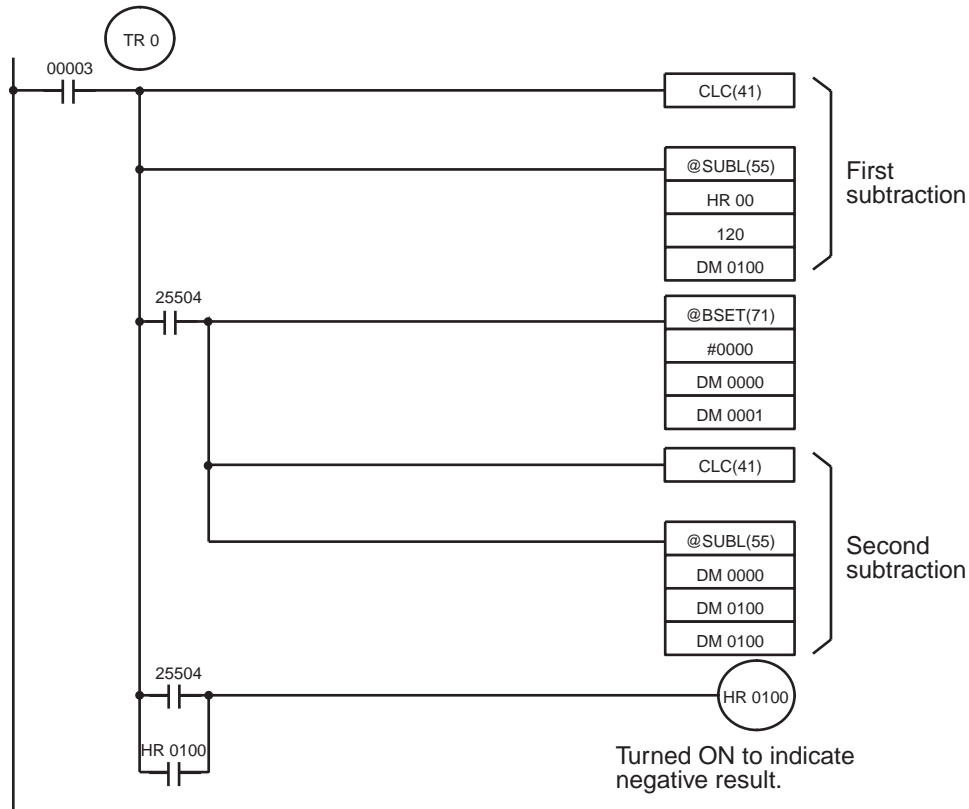 TR 0
00003
CLC(41)
@SUBL(55)
HR 00
120
DM 0100
First
subtraction
25504
@BSET(71)
#0000
DM 0000
DM 0001
CLC(41)
@SUBL(55)
DM 0000
DM 0100
DM 0100
Second
subtraction
25504
HR 0100
HR 0100
Turned ON to indicate
negative result.